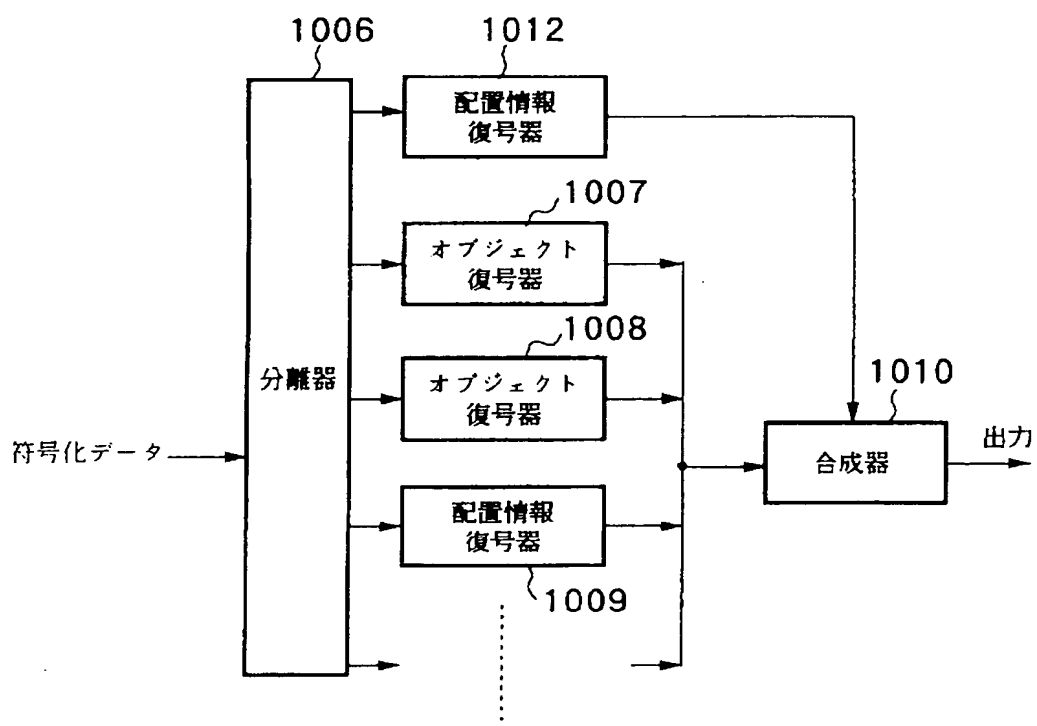 1006
1012
配置情報
復号器
1007
オブジェクト
復号器
1008
オブジェクト
復号器
分離器
1010
符号化データ
合成器
出力
配置情報
復号器
1009